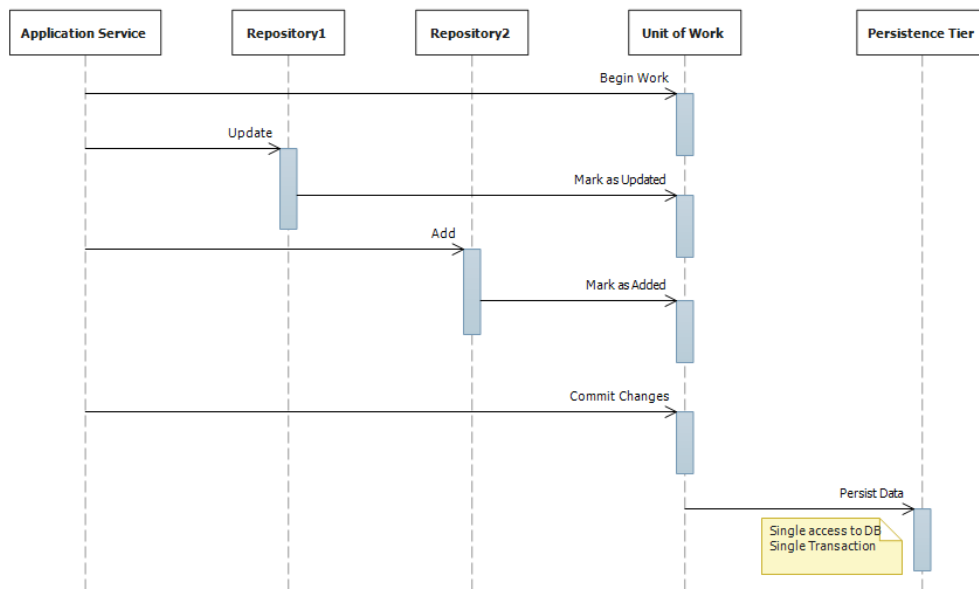 Application Service
Repository1
Repository2
Unit of Work
Persistence Tier
Begin Work
Update
Mark as Updated
Add
Mark as Added
Commit Changes
Persist Data
Single access to DB
Single Transaction